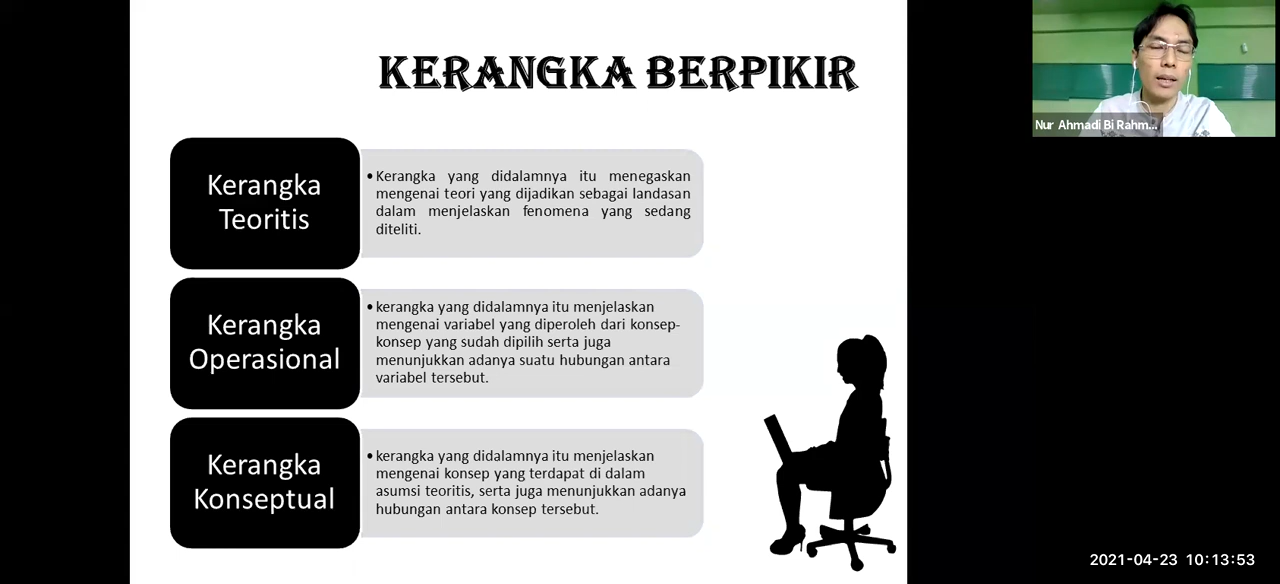 KERANGKA BERPIKIR
Kerangka
Teoritis
•Kerangka yang didalamnya itu menegaskan
mengenai teori yang dijadikan sebagai landasan
dalam menjelaskan fenomena yang sedang
diteliti.
Kerangka
Operasional
•kerangka yang didalamnya itu menjelaskan
mengenai variabel yang diperoleh dari konsep-
konsep yang sudah dipilih serta juga
menunjukkan adanya suatu hubungan antara
variabel tersebut.
Kerangka
Konseptual
•kerangka yang didalamnya itu menjelaskan
mengenai konsep yang terdapat di dalam
asumsi teoritis, serta juga menunjukkan adanya
hubungan antara konsep tersebut.
Nur Ahmadi Bi Rahm...
2021-04-23 10:13:53